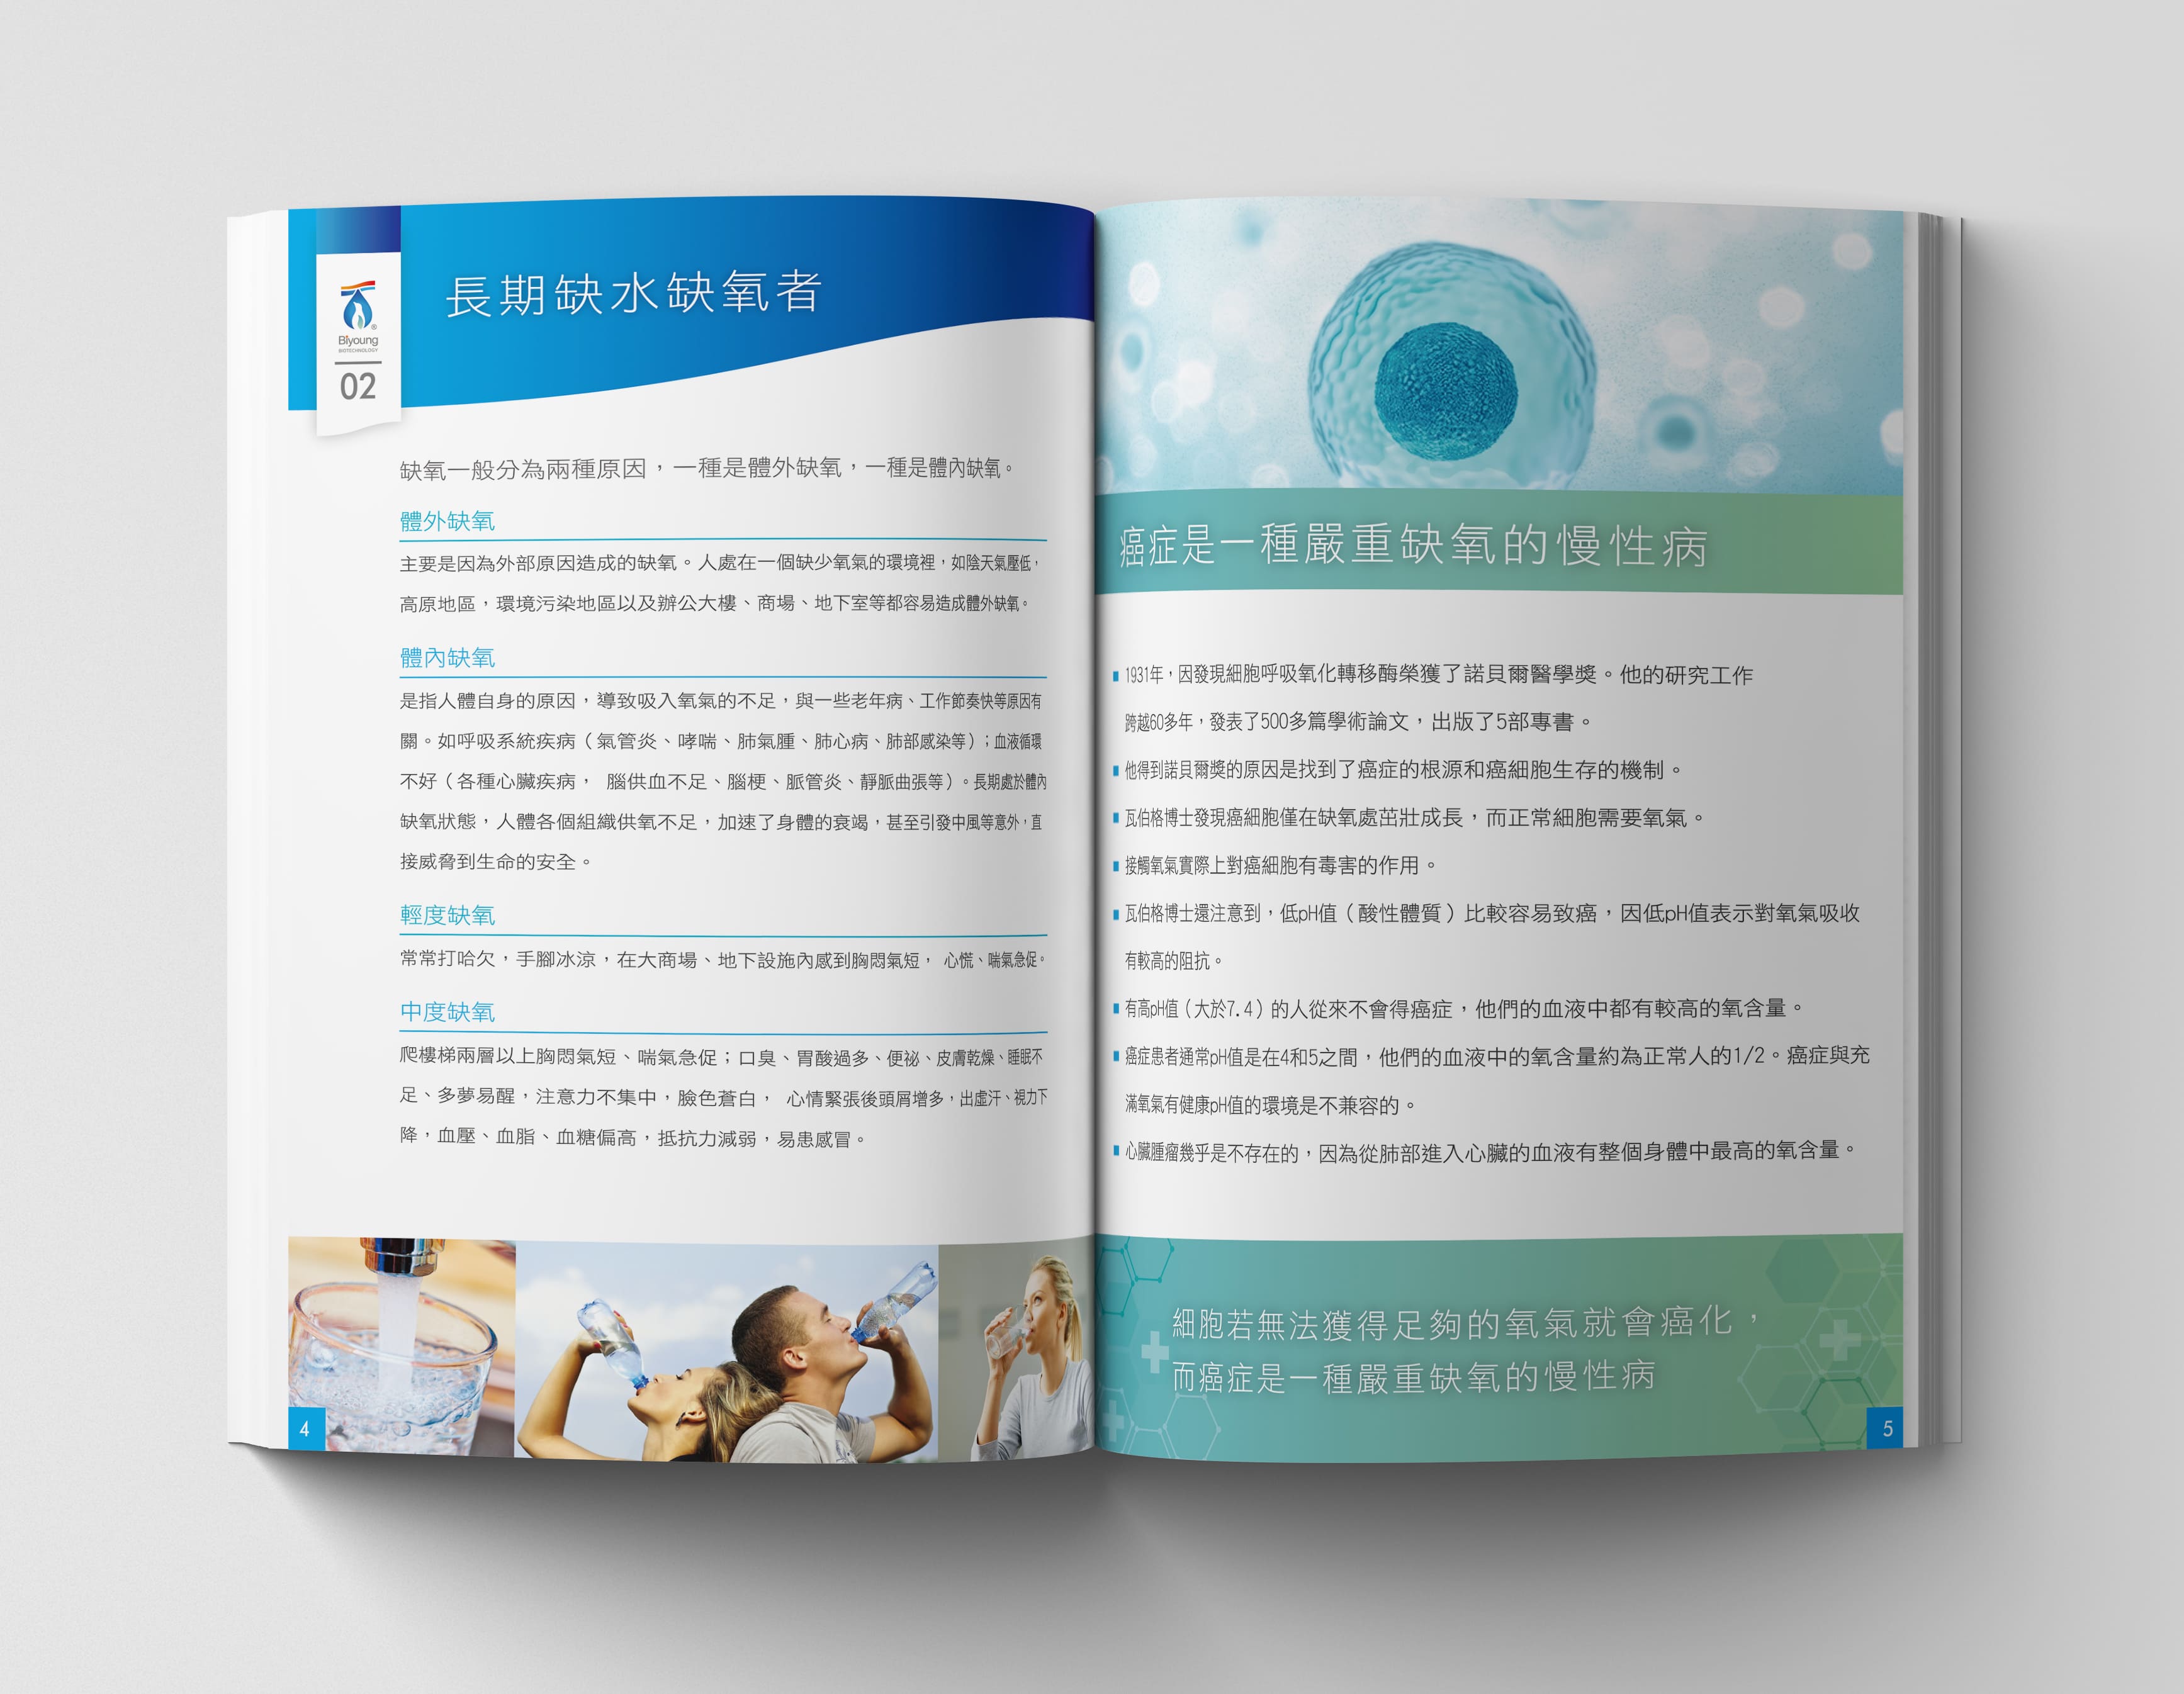 Biyoung
BIOTECHNOLOGY
02
長期缺水缺氧者
缺氧一般分為兩種原因，一種是體外缺氧，一種是體內缺氧。
體外缺氧
主要是因為外部原因造成的缺氧。人處在一個缺少氧氣的環境裡，如陰天氣壓低，
高原地區，環境污染地區以及辦公大樓、商場、地下室等都容易造成體外缺氧。
體內缺氧
是指人體自身的原因，導致吸入氧氣的不足，與一些老年病、工作節奏快等原因有
關。如呼吸系統疾病（氣管炎、哮喘、肺氣腫、肺心病、肺部感染等）；血液循環
不好（各種心臟疾病， 腦供血不足、腦梗、脈管炎、靜脈曲張等）。長期處於體內
缺氧狀態，人體各個組織供氧不足，加速了身體的衰竭，甚至引發中風等意外，直
接威脅到生命的安全。
輕度缺氧
常常打哈欠，手腳冰涼，在大商場、地下設施內感到胸悶氣短， 心慌、喘氣急促。
中度缺氧
爬樓梯兩層以上胸悶氣短、喘氣急促；口臭、胃酸過多、便祕、皮膚乾燥、睡眠不
足、多夢易醒，注意力不集中，臉色蒼白， 心情緊張後頭屑增多，出虛汗、視力下
降，血壓、血脂、血糖偏高，抵抗力減弱，易患感冒。
4
癌症是一種嚴重缺氧的慢性病
1931年，因發現細胞呼吸氧化轉移酶榮獲了諾貝爾醫學獎。他的研究工作
跨越60多年，發表了500多篇學術論文，出版了5部專書。
他得到諾貝爾獎的原因是找到了癌症的根源和癌細胞生存的機制。
瓦伯格博士發現癌細胞僅在缺氧處茁壯成長，而正常細胞需要氧氣。
接觸氧氣實際上對癌細胞有毒害的作用。
瓦伯格博士還注意到，低pH值（酸性體質）比較容易致癌，因低pH值表示對氧氣吸收
有較高的阻抗。
有高pH值（大於7.4）的人從來不會得癌症，他們的血液中都有較高的氧含量。
癌症患者通常pH值是在4和5之間，他們的血液中的氧含量約為正常人的1/2。癌症與充
滿氧氣有健康pH值的環境是不兼容的。
心臟腫瘤幾乎是不存在的，因為從肺部進入心臟的血液有整個身體中最高的氧含量。
細胞若無法獲得足夠的氧氣就會癌化，
而癌症是一種嚴重缺氧的慢性病
5